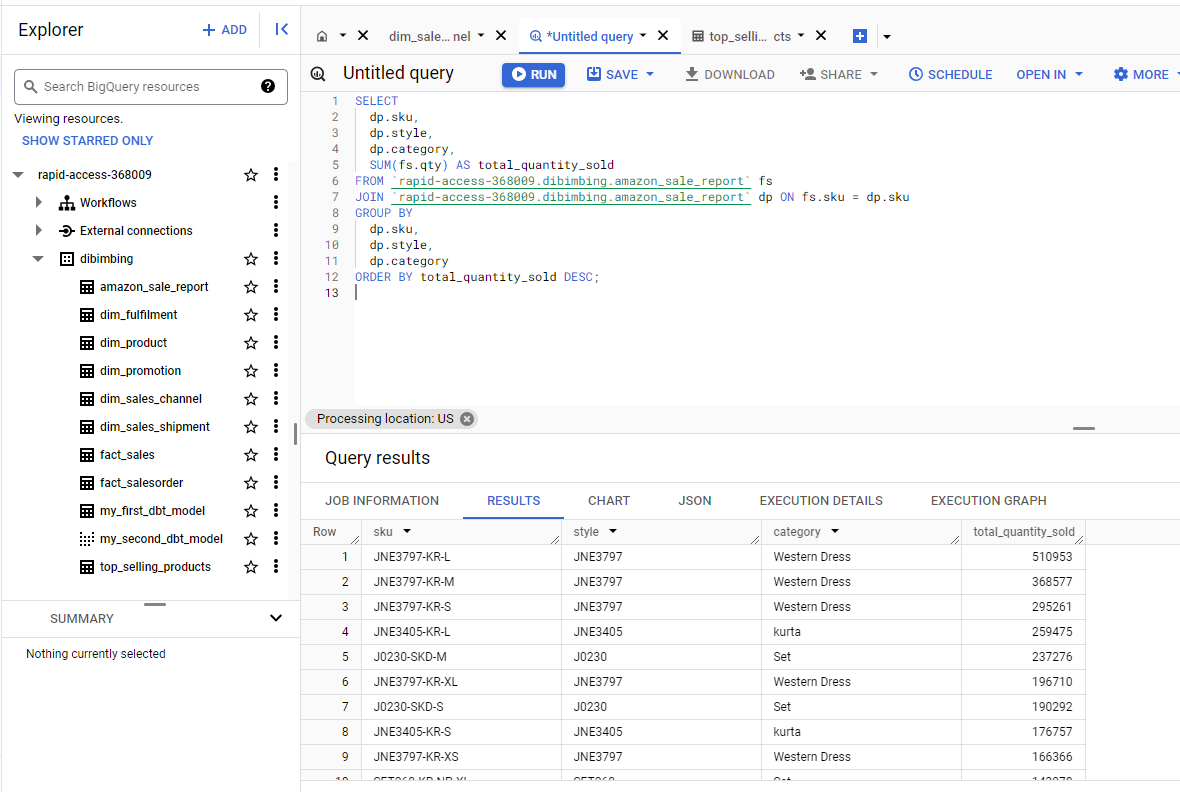 Explorer
+ ADD
dim_sale... nel
*Untitled query
top_selli... cts
Search BigQuery resources
Viewing resources.
SHOW STARRED ONLY
rapid-access-368009
Workflows
External connections
dibimbing
amazon_sale_report
dim_fulfilment
dim_product
dim_promotion
dim_sales_channel
dim_sales_shipment
fact_sales
fact_salesorder
my_first_dbt_model
my_second_dbt_model
top_selling_products
SUMMARY
Nothing currently selected
Untitled query
RUN
SAVE
DOWNLOAD
SHARE
SCHEDULE
OPEN IN
MORE
1 SELECT
2 dp.sku,
3 dp.style,
4 dp.category,
5 SUM(fs.qty) AS total_quantity_sold
6 FROM `rapid-access-368009.dibimbing.amazon_sale_report` fs
7 JOIN `rapid-access-368009.dibimbing.amazon_sale_report` dp ON fs.sku = dp.sku
8 GROUP BY
9 dp.sku,
10 dp.style,
11 dp.category
12 ORDER BY total_quantity_sold DESC;
13
Processing location: US
Query results
JOB INFORMATION RESULTS CHART JSON EXECUTION DETAILS EXECUTION GRAPH
Row sku style category total_quantity_sold
1 JNE3797-KR-L JNE3797 Western Dress 510953
2 JNE3797-KR-M JNE3797 Western Dress 368577
3 JNE3797-KR-S JNE3797 Western Dress 295261
4 JNE3405-KR-L JNE3405 kurta 259475
5 J0230-SKD-M J0230 Set 237276
6 JNE3797-KR-XL JNE3797 Western Dress 196710
7 J0230-SKD-S J0230 Set 190292
8 JNE3405-KR-S JNE3405 kurta 176757
9 JNE3797-KR-XS JNE3797 Western Dress 166366